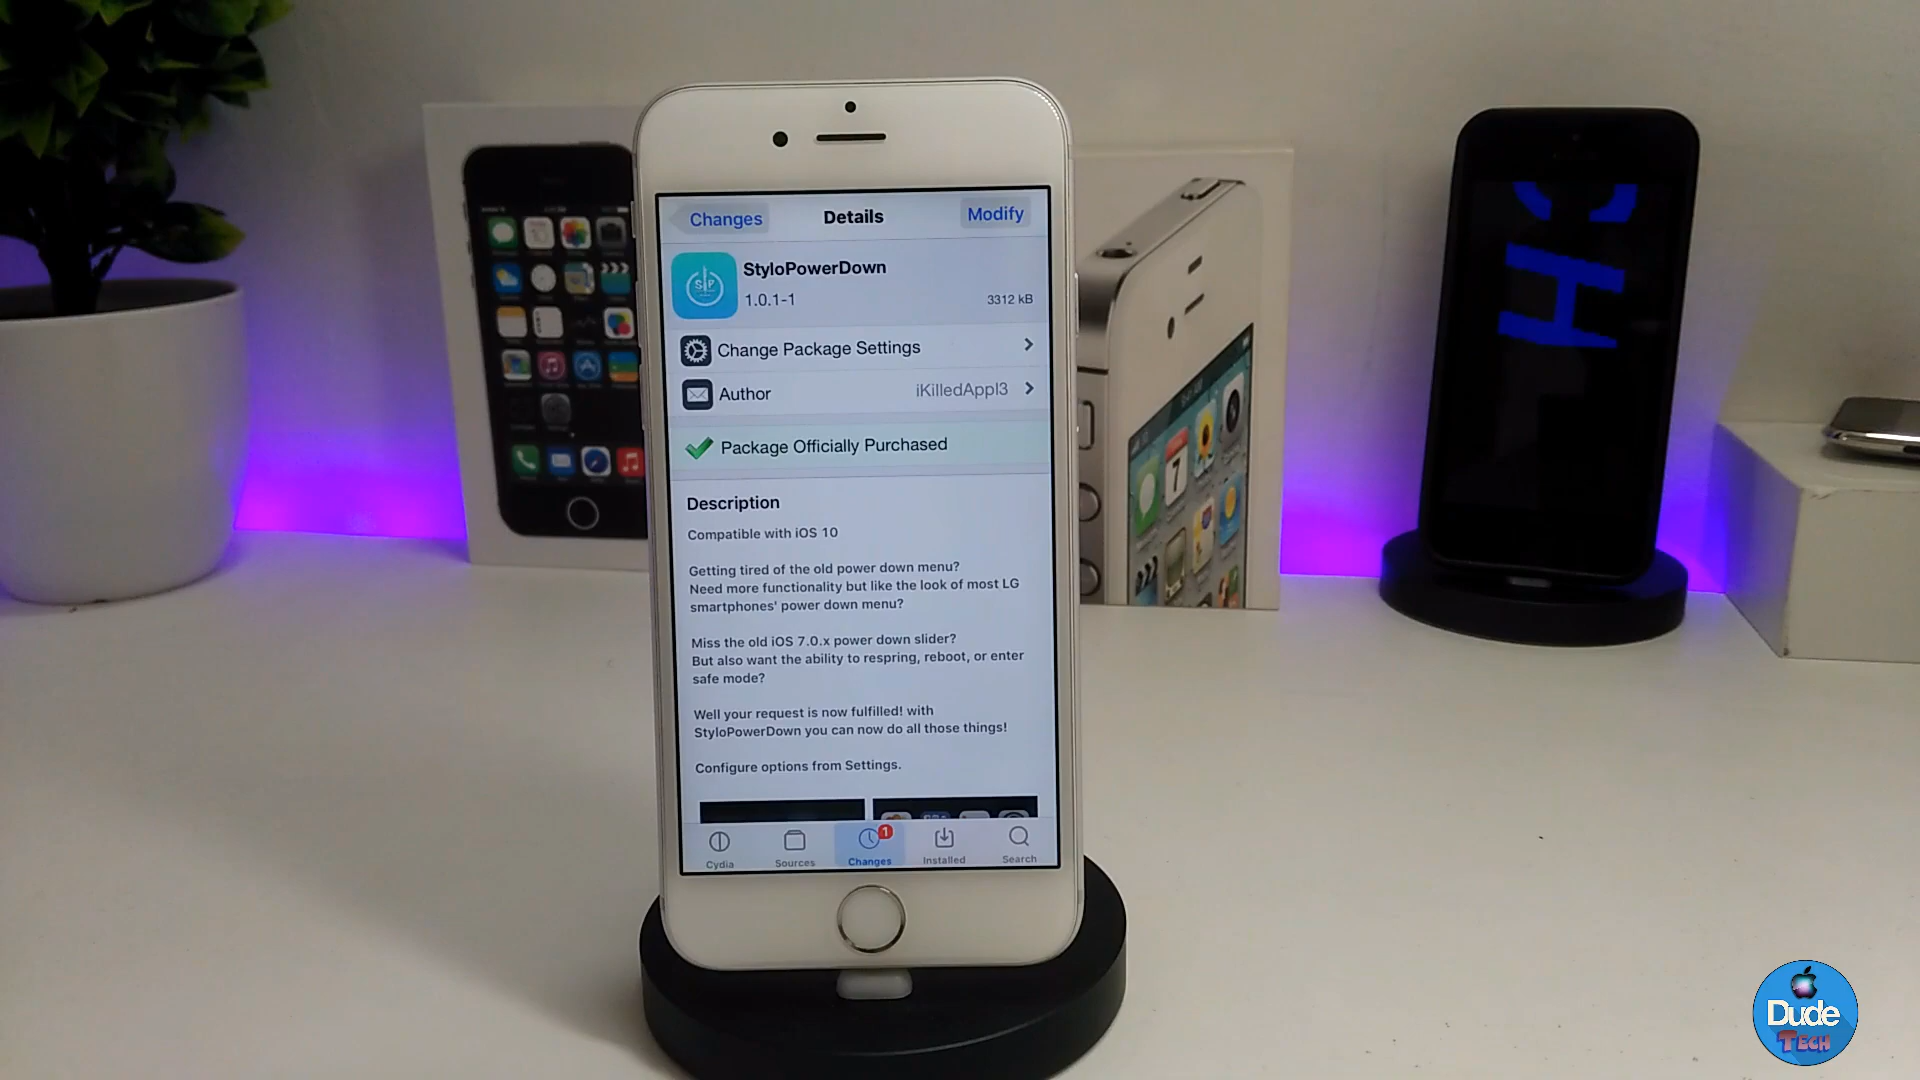 Changes
Details
Modify
StyloPowerDown
1.0.1-1
3312 kB
Change Package Settings
Author
iKilledAppl3
Package Officially Purchased
Description
Compatible with iOS 10
Getting tired of the old power down menu?
Need more functionality but like the look of most LG
smartphones' power down menu?
Miss the old iOS 7.0.x power down slider?
But also want the ability to respring, reboot, or enter
safe mode?
Well your request is now fulfilled! with
StyloPowerDown you can now do all those things!
Configure options from Settings.
Cydia
Sources
1
Changes
Installed
Search
7
CH
Dude
TECH